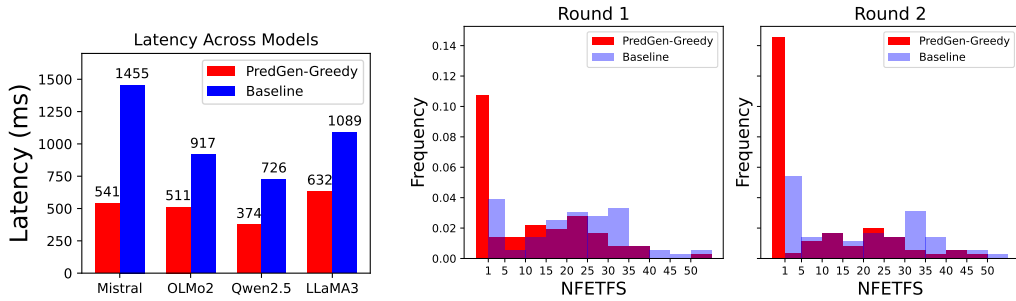 Latency Across Models
Latency (ms)
1500
1250
1000
750
500
250
0
PredGen-Greedy
Baseline
541
1455
511
917
374
726
632
1089
Mistral OLMo2 Qwen2.5 LLaMA3
Round 1
Frequency
0.14
0.12
0.10
0.08
0.06
0.04
0.02
0.00
PredGen-Greedy
Baseline
1 5 10 15 20 25 30 35 40 45 50
NFETFS
Round 2
Frequency
PredGen-Greedy
Baseline
1 5 10 15 20 25 30 35 40 45 50
NFETFS